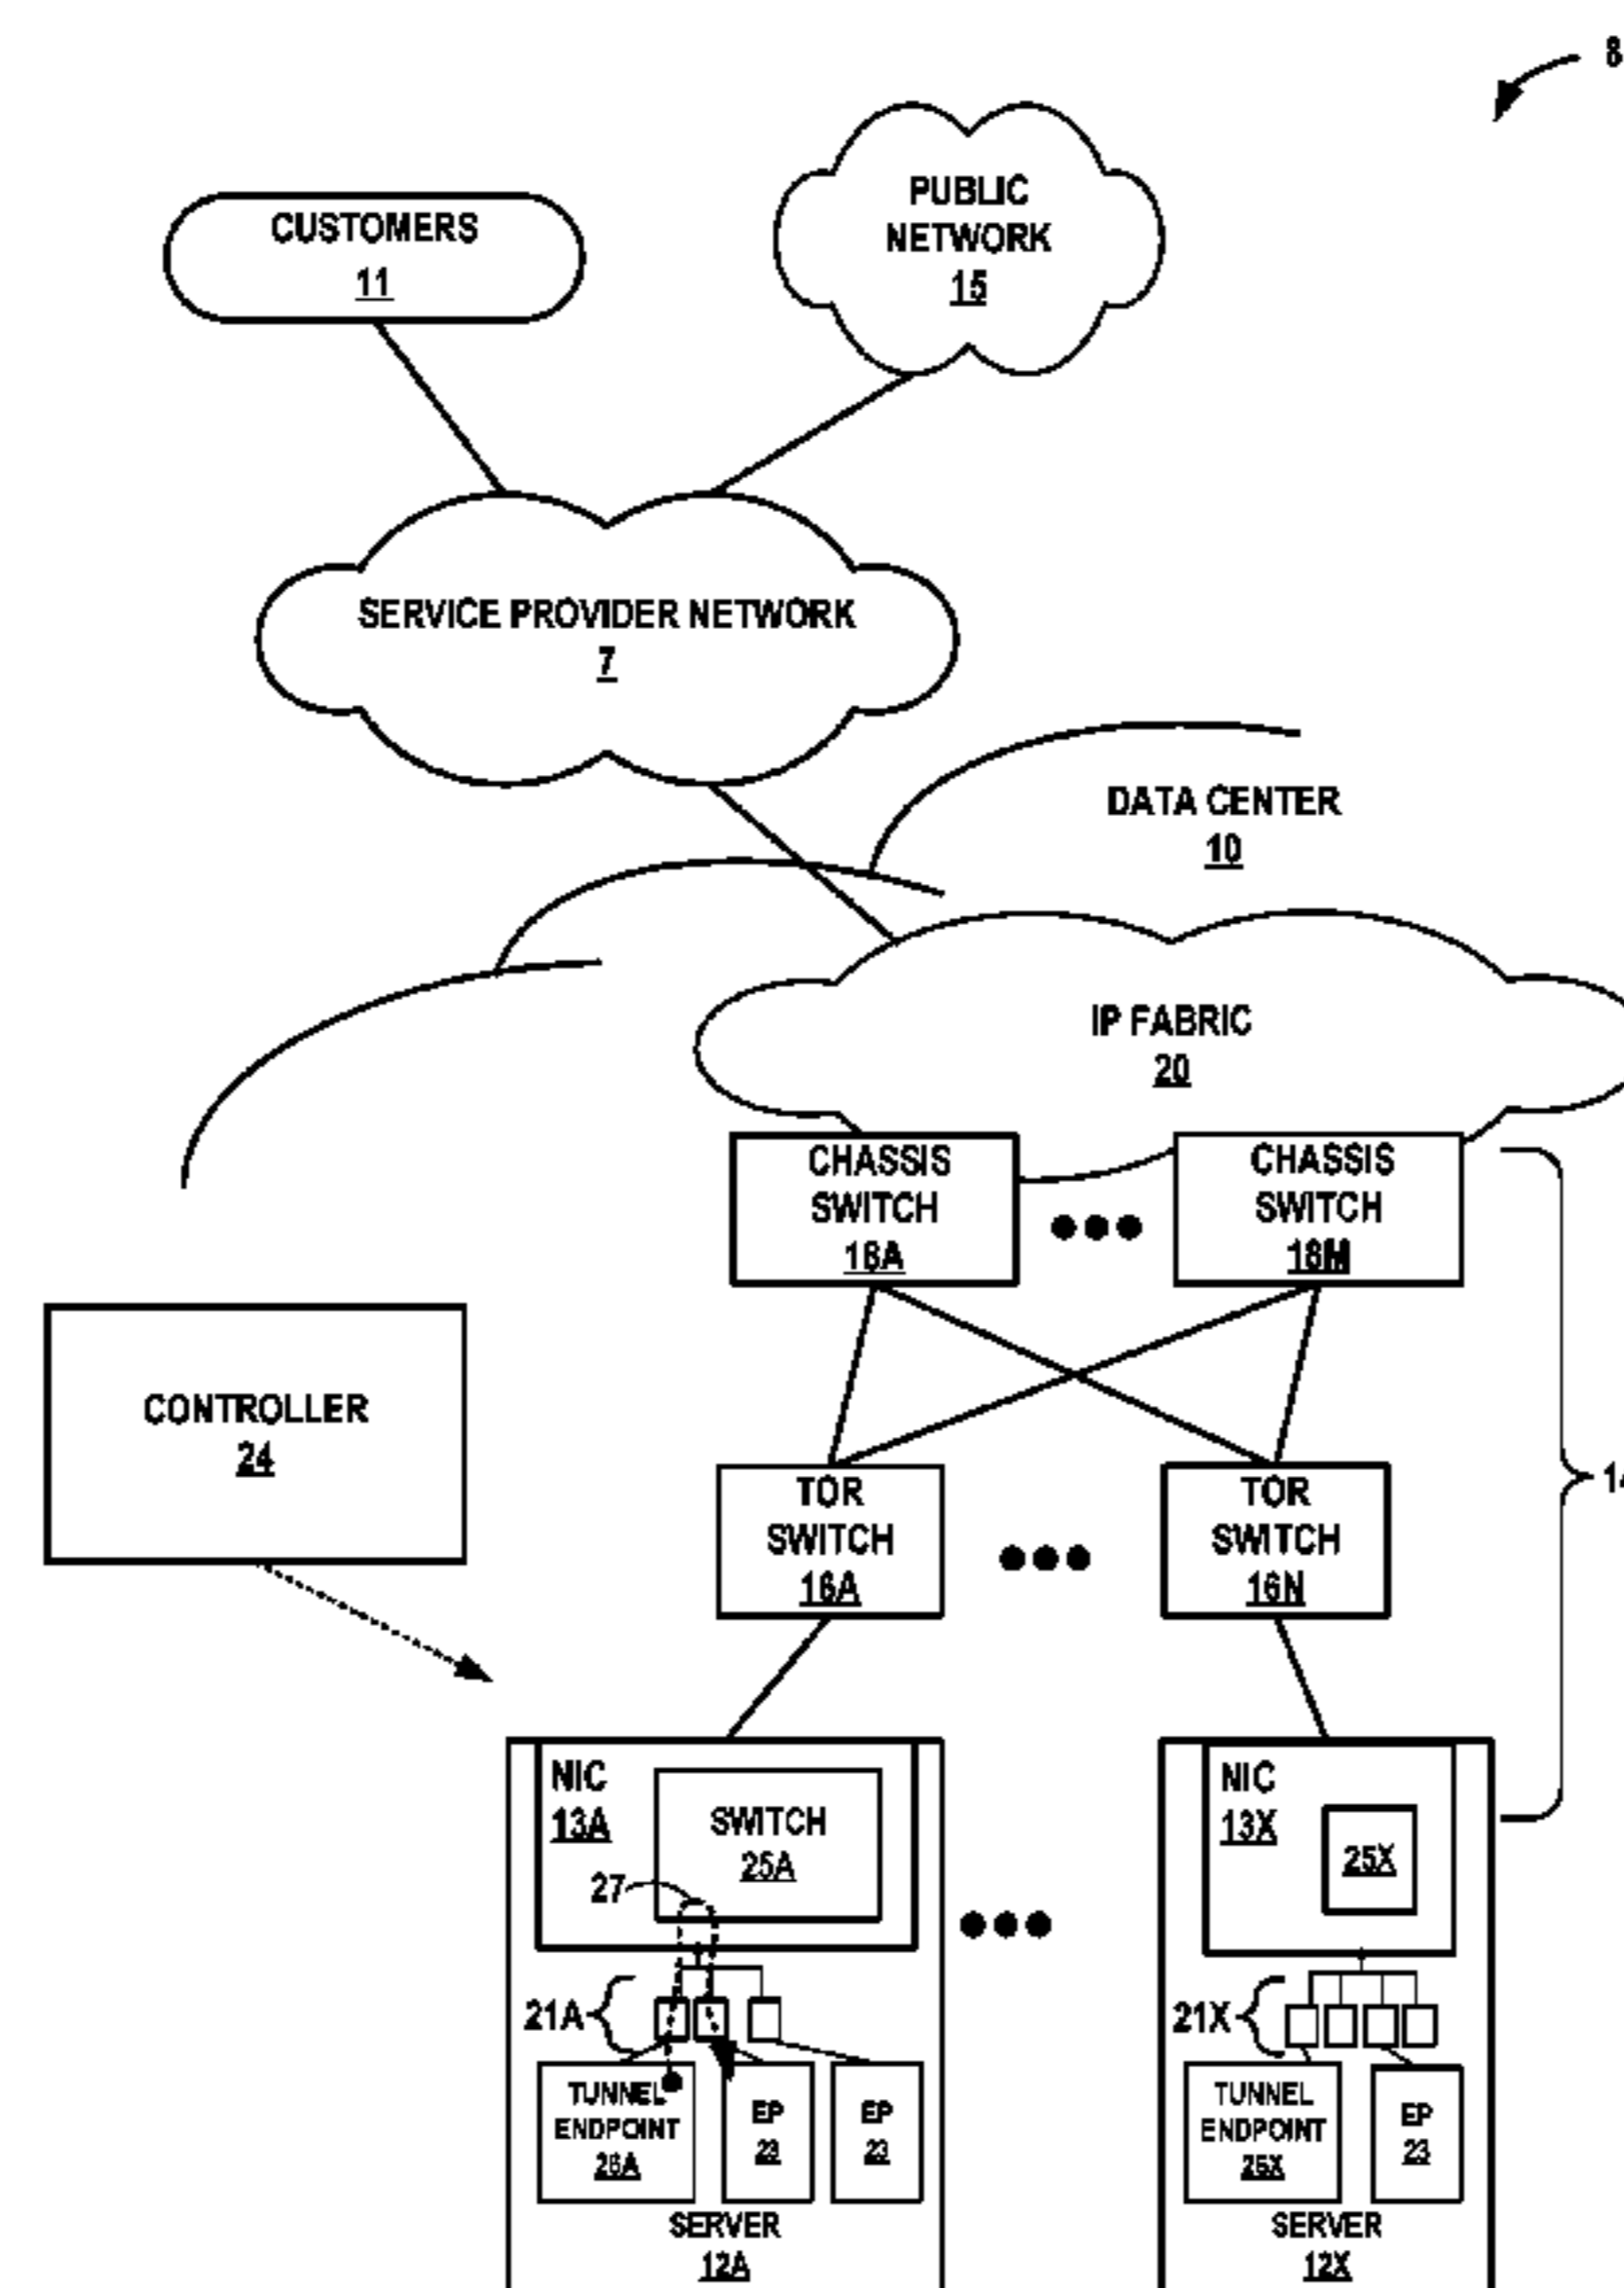 8
PUBLIC
NETWORK
15
CUSTOMERS
11
SERVICE PROVIDER NETWORK
7
DATA CENTER
10
IP FABRIC
20
CHASSIS
SWITCH
18A
CHASSIS
SWITCH
18M
CONTROLLER
24
TOR
SWITCH
16A
TOR
SWITCH
16N
14
NIC
13A
SWITCH
25A
27
NIC
13X
25X
21A
21X
TUNNEL
ENDPOINT
26A
EP
23
EP
23
TUNNEL
ENDPOINT
26X
EP
23
SERVER
12A
SERVER
12X